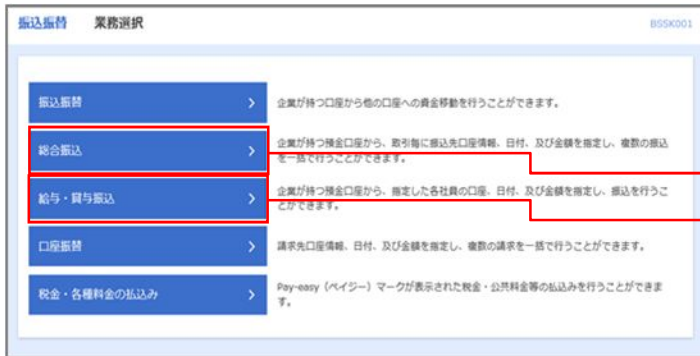 振込振替 業務選択 BSSK001
振込振替
企業が持つ口座から他の口座への資金移動を行うことができます。
総合振込
企業が持つ預金口座から、取引毎に振込先口座情報、日付、及び金額を指定し、複数の振込
を一括で行うことができます。
給与・賞与振込
企業が持つ預金口座から、指定した各社員の口座、日付、及び金額を指定し、振込を行うこ
とができます。
口座振替
請求先口座情報、日付、及び金額を指定し、複数の請求を一括で行うことができます。
税金・各種料金の払込み
Pay-easy（ペイジー）マークが表示された税金・公共料金等の払込みを行うことができま
す。